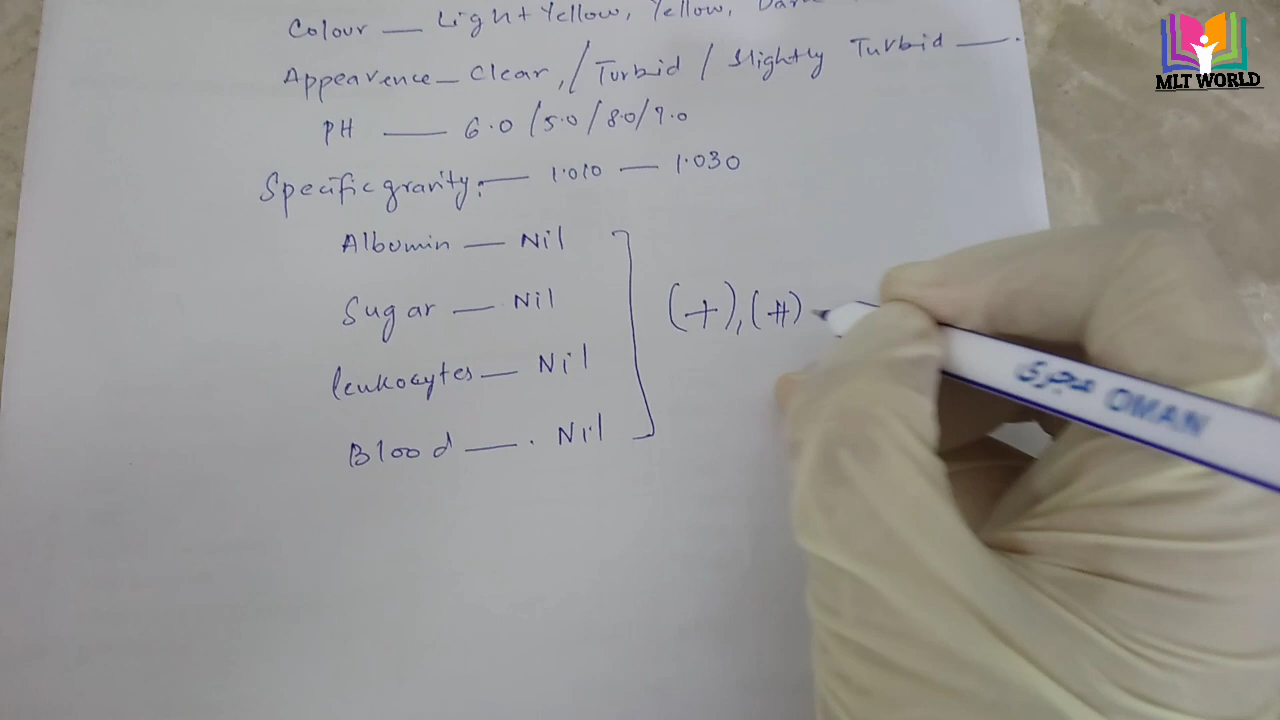 Colour — Light Yellow, Yellow, Dark
Appearence — Clear, / Turbid / Slightly Turbid —.
PH — 6.0 / 5.0 / 8.0 / 9.0
Specific gravity: — 1.010 — 1.030
Albumin — Nil
Sugar — Nil
(+), (++)
leukocytes — Nil
Blood —. Nil
MLT WORLD
OMAN